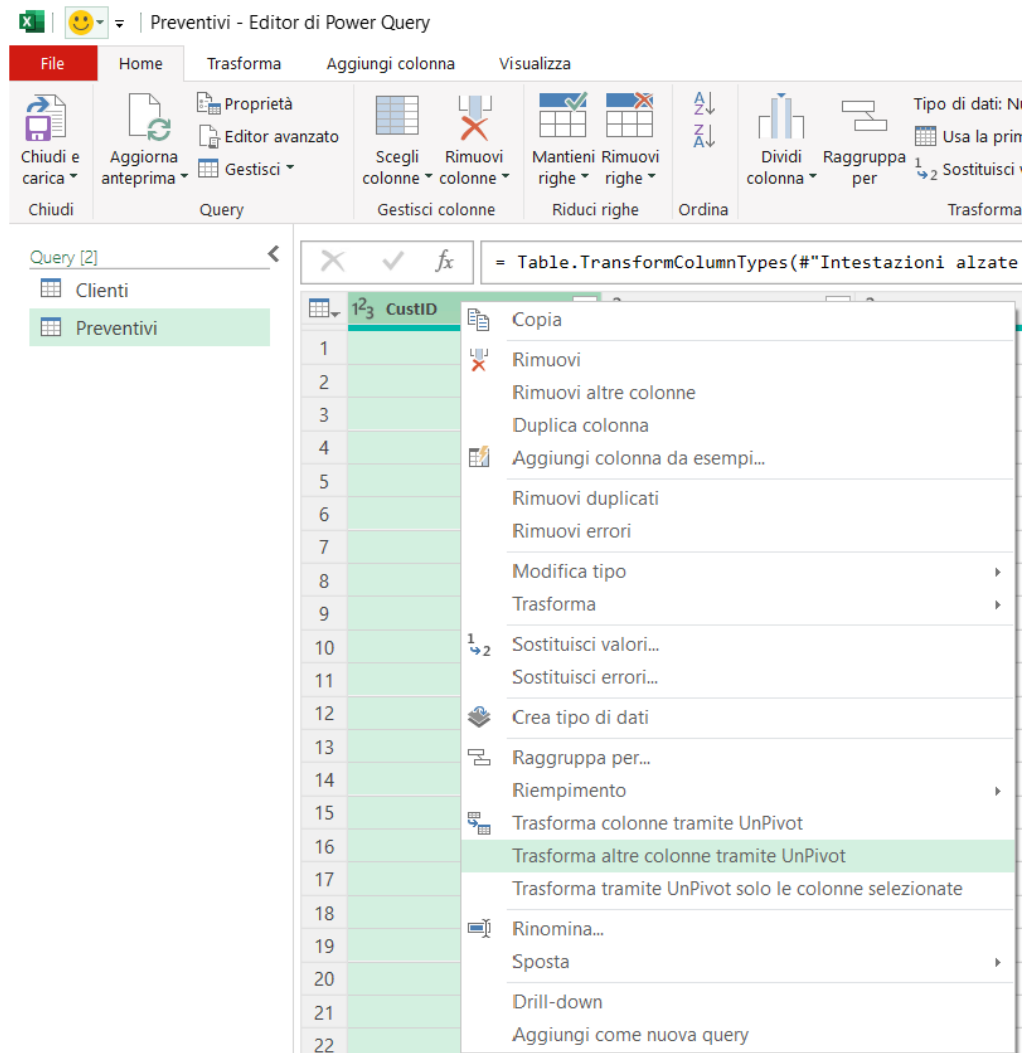 Preventivi - Editor di Power Query
File Home Trasforma Aggiungi colonna Visualizza
Chiudi e carica
Aggiorna anteprima
Proprietà
Editor avanzato
Gestisci
Scegli colonne
Rimuovi colonne
Mantieni righe
Rimuovi righe
Dividi colonna
Raggruppa per
Tipo di dati:
Usa la
Sostituisci
Chiudi Query Gestisci colonne Riduci righe Ordina Trasforma
Query [2]
Clienti
Preventivi
fx = Table.TransformColumnTypes(#"Intestazioni alzate
CustID
1
2
3
4
5
6
7
8
9
10
11
12
13
14
15
16
17
18
19
20
21
22
Copia
Rimuovi
Rimuovi altre colonne
Duplica colonna
Aggiungi colonna da esempi...
Rimuovi duplicati
Rimuovi errori
Modifica tipo
Trasforma
Sostituisci valori...
Sostituisci errori...
Crea tipo di dati
Raggruppa per...
Riempimento
Trasforma colonne tramite UnPivot
Trasforma altre colonne tramite UnPivot
Trasforma tramite UnPivot solo le colonne selezionate
Rinomina...
Sposta
Drill-down
Aggiungi come nuova query